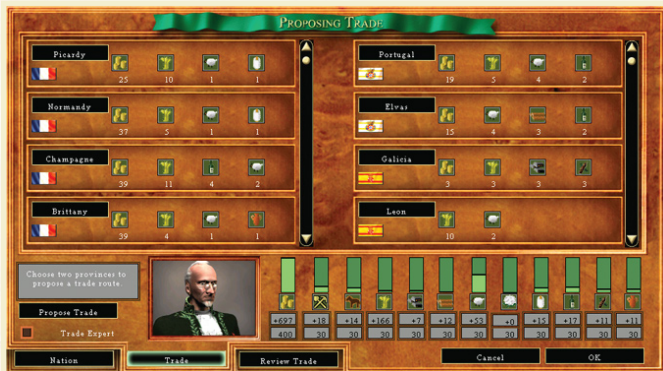 PROPOSING TRADE
Picardy
25 10 1 1
Normandy
37 5 1 1
Champagne
39 11 4 2
Brittany
39 4 1 1
Portugal
19 5 4 2
Elvas
15 4 3 2
Galicia
3 3 3 3
Leon
10 2
Choose two provinces to
propose a trade route.
Propose Trade
Trade Expert
+697 +18 +14 +166 +7 +12 +53 +0 +15 +17 +11 +11
400 30 30 30 30 30 30 30 30 30 30 30
Nation
Trade
Review Trade
Cancel
OK